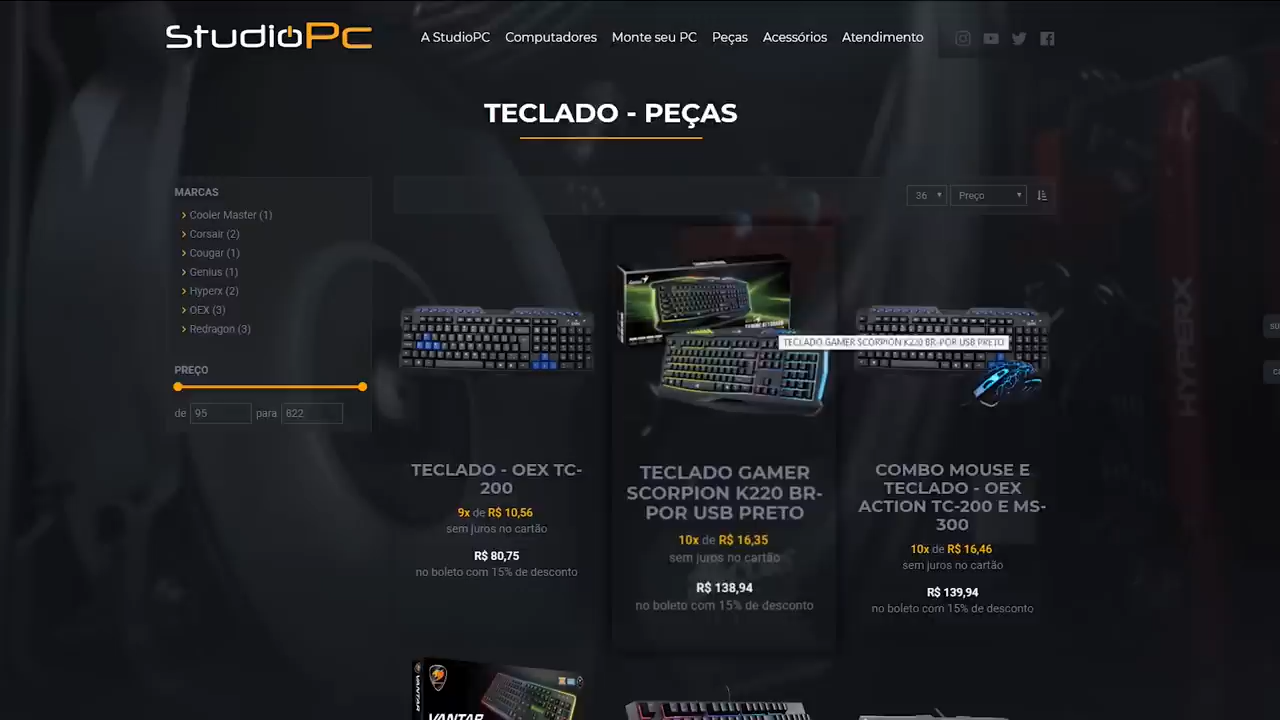 StudioPc
A StudioPC Computadores Monte seu PC Peças Acessórios Atendimento
TECLADO - PEÇAS
MARCAS
Cooler Master (1)
Corsair (2)
Cougar (1)
Genius (1)
Hyperx (2)
OEX (3)
Redragon (3)
PREÇO
de 95 para 822
36 Preço
TECLADO GAMER SCORPION K220 BR-POR USB PRETO
TECLADO - OEX TC-
200
9x de R$ 10,56
sem juros no cartão
R$ 80,75
no boleto com 15% de desconto
TECLADO GAMER
SCORPION K220 BR-
POR USB PRETO
10x de R$ 16,35
sem juros no cartão
R$ 138,94
no boleto com 15% de desconto
COMBO MOUSE E
TECLADO - OEX
ACTION TC-200 E MS-
300
10x de R$ 16,46
sem juros no cartão
R$ 139,94
no boleto com 15% de desconto
HYPERX
VANTAR
VANTAR